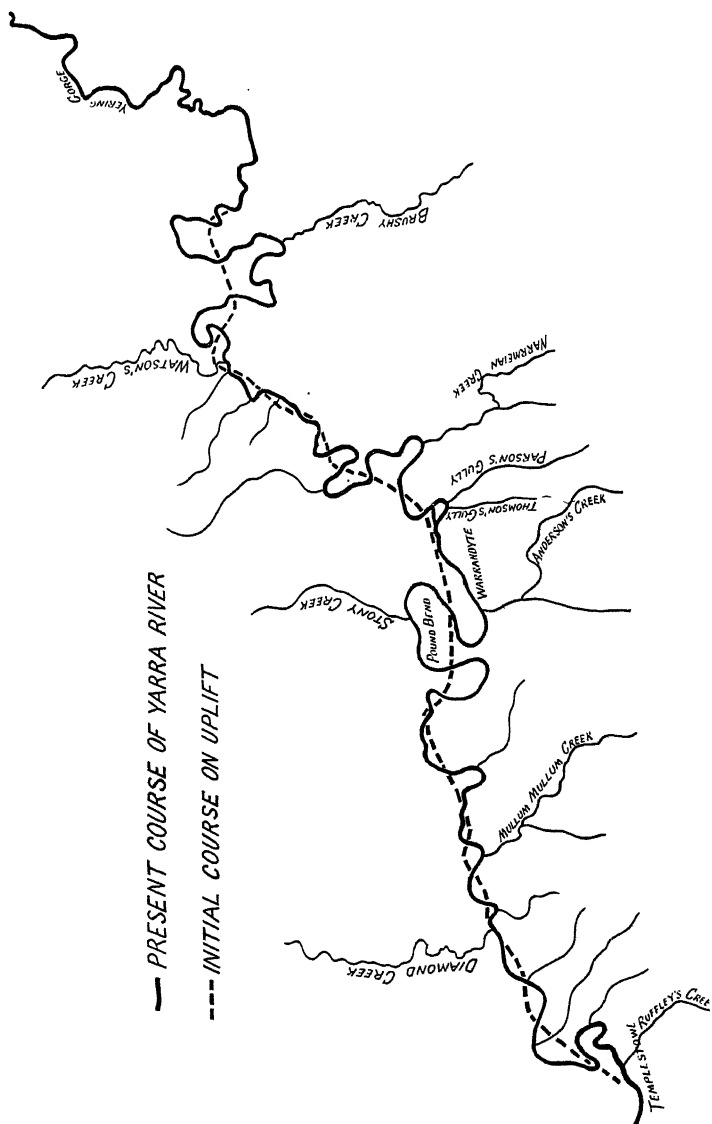 GORGE
YERING
BRUSHY CREEK
WATSON'S CREEK
NARRMEIAN
CREEK
PARSON'S GULLY
THOMSON'S GULLY
ANDERSON'S CREEK
WARRANDYTE
STONY CREEK
POUND BEND
PRESENT COURSE OF YARRA RIVER
INITIAL COURSE ON UPLIFT
MULLUM MULLUM CREEK
DIAMOND CREEK
RUFFLEY'S CREE